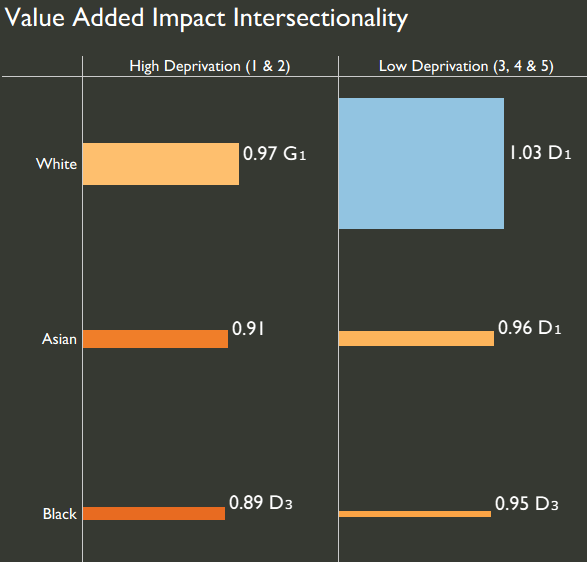 Value Added Impact Intersectionality
High Deprivation (1 & 2) Low Deprivation (3, 4 & 5)
White 0.97 G1 1.03 D1
Asian 0.91 0.96 D1
Black 0.89 D3 0.95 D3